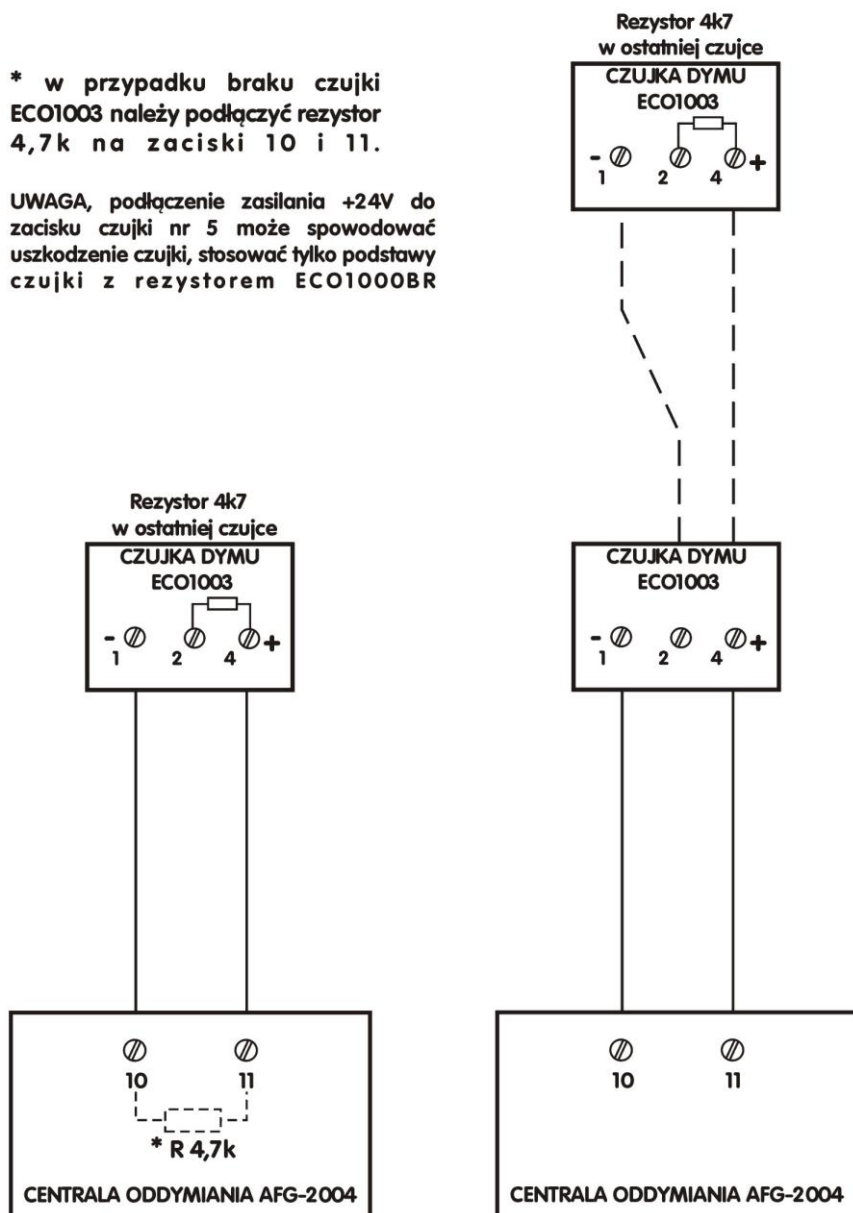 * w przypadku braku czujki
ECO1003 należy podłączyć rezystor
4,7k na zaciski 10 i 11.
UWAGA, podłączenie zasilania +24V do
zacisku czujki nr 5 może spowodować
uszkodzenie czujki, stosować tylko podstawy
czujki z rezystorem ECO1000BR
Rezystor 4k7
w ostatniej czujce
CZUJKA DYMU
ECO1003
- +
1 2 4
Rezystor 4k7
w ostatniej czujce
CZUJKA DYMU
ECO1003
- +
1 2 4
CZUJKA DYMU
ECO1003
- +
1 2 4
10 11
* R 4,7k
CENTRALA ODDYMIANIA AFG-2004
10 11
CENTRALA ODDYMIANIA AFG-2004